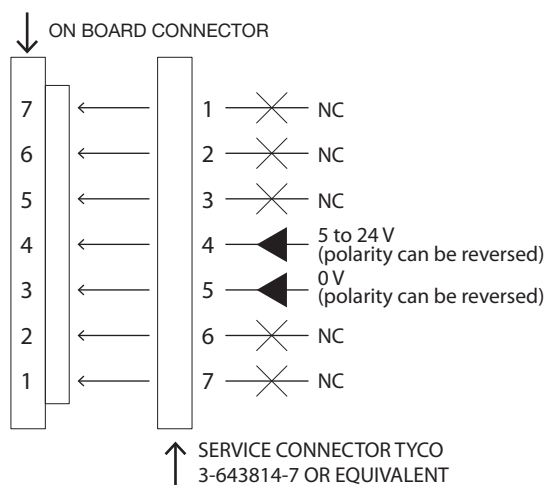 ON BOARD CONNECTOR
7 1 NC
6 2 NC
5 3 NC
4 4 5 to 24 V
(polarity can be reversed)
3 5 0 V
(polarity can be reversed)
2 6 NC
1 7 NC
SERVICE CONNECTOR TYCO
3-643814-7 OR EQUIVALENT